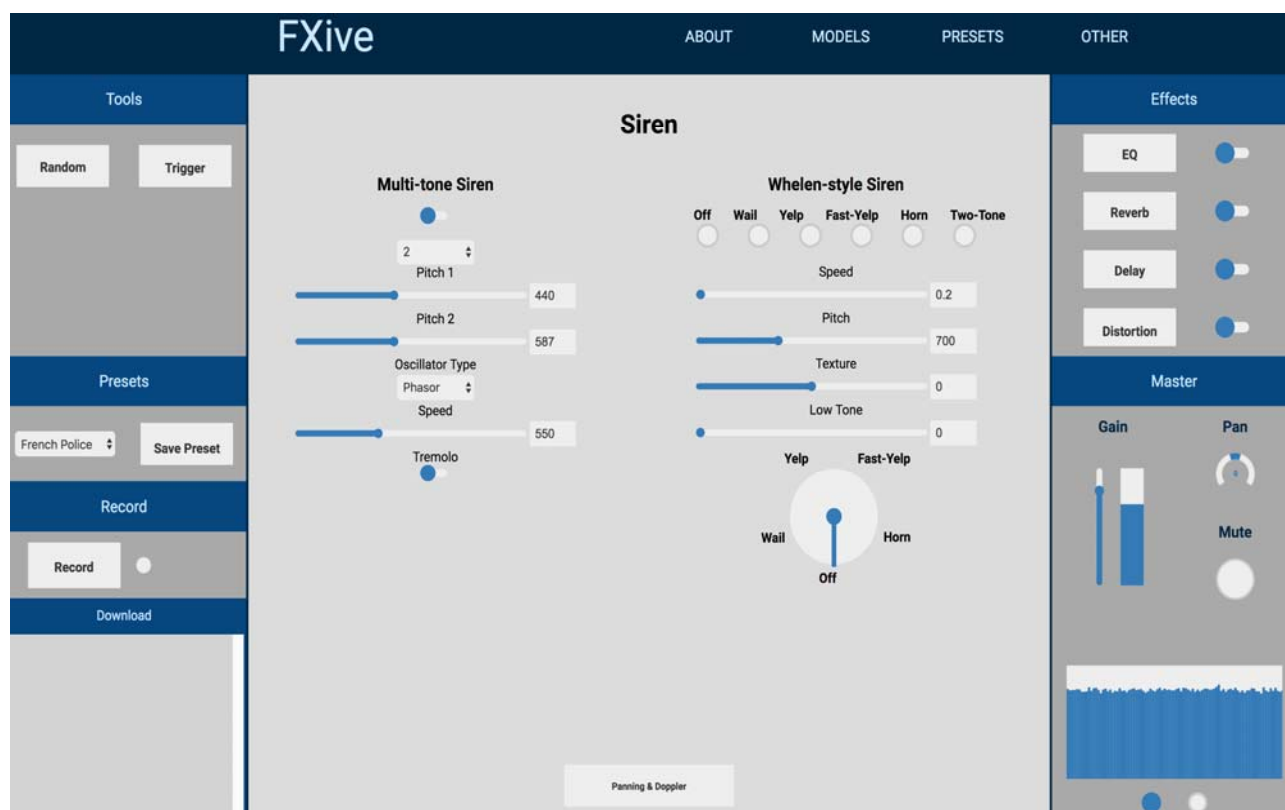 FXive
ABOUT MODELS PRESETS OTHER
Tools
Random Trigger
Presets
French Police Save Preset
Record
Record
Download
Siren
Multi-tone Siren
2
Pitch 1
440
Pitch 2
587
Oscillator Type
Phasor
Speed
550
Tremolo
Whelen-style Siren
Off Wail Yelp Fast-Yelp Horn Two-Tone
Speed
0.2
Pitch
700
Texture
0
Low Tone
0
Yelp Fast-Yelp
Wail Horn
Off
Panning & Doppler
Effects
EQ
Reverb
Delay
Distortion
Master
Gain Pan
Mute